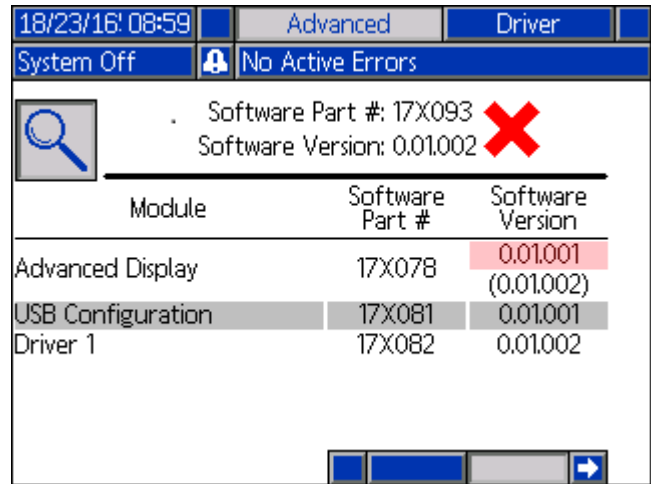 18/23/16! 08:59 Advanced Driver
System Off No Active Errors
. Software Part #: 17X093
Software Version: 0.01.002
Module Software Part # Software Version
Advanced Display 17X078 0.01.001
(0.01.002)
USB Configuration 17X081 0.01.001
Driver 1 17X082 0.01.002